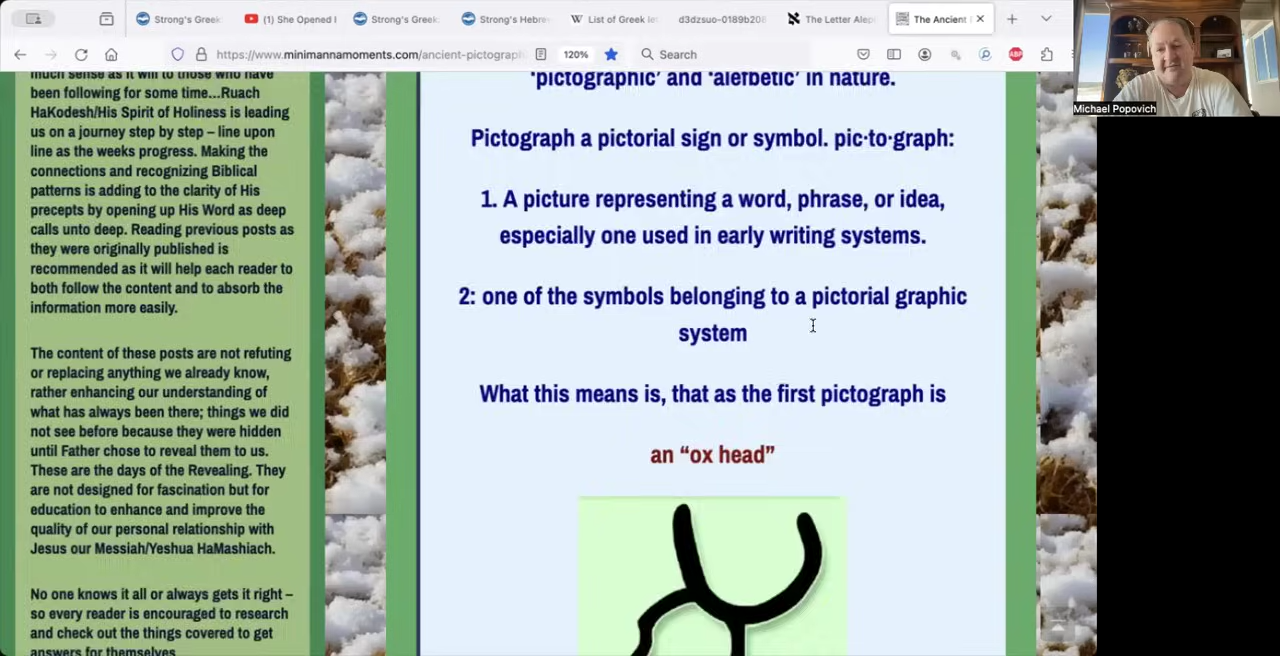 Strong's Greek:
(1) She Opened I
Strong's Greek:
Strong's Hebre
List of Greek let
d3dzsuo-0189b208
The Letter Alep
The Ancient
https://www.minimannamoments.com/ancient-pictograph
120%
Search
Michael Popovich
much sense as it will to those who have
been following for some time...Ruach
HaKodesh/His Spirit of Holiness is leading
us on a journey step by step – line upon
line as the weeks progress. Making the
connections and recognizing Biblical
patterns is adding to the clarity of His
precepts by opening up His Word as deep
calls unto deep. Reading previous posts as
they were originally published is
recommended as it will help each reader to
both follow the content and to absorb the
information more easily.
The content of these posts are not refuting
or replacing anything we already know,
rather enhancing our understanding of
what has always been there; things we did
not see before because they were hidden
until Father chose to reveal them to us.
These are the days of the Revealing. They
are not designed for fascination but for
education to enhance and improve the
quality of our personal relationship with
Jesus our Messiah/Yeshua HaMashiach.
No one knows it all or always gets it right –
so every reader is encouraged to research
and check out the things covered to get
answers for themselves
'pictographic' and 'alefbetic' in nature.
Pictograph a pictorial sign or symbol. pic·to·graph:
1. A picture representing a word, phrase, or idea,
especially one used in early writing systems.
2: one of the symbols belonging to a pictorial graphic
system
What this means is, that as the first pictograph is
an “ox head”